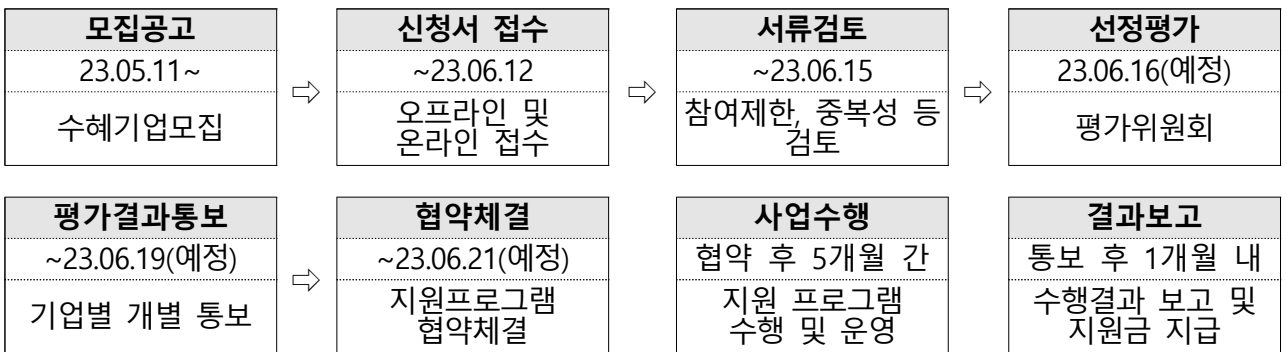 모집공고
23.05.11~
수혜기업모집
⇨
신청서 접수
~23.06.12
오프라인 및
온라인 접수
⇨
서류검토
~23.06.15
참여제한, 중복성 등
검토
⇨
선정평가
23.06.16(예정)
평가위원회
평가결과통보
~23.06.19(예정)
기업별 개별 통보
⇨
협약체결
~23.06.21(예정)
지원프로그램
협약체결
사업수행
협약 후 5개월 간
지원 프로그램
수행 및 운영
결과보고
통보 후 1개월 내
수행결과 보고 및
지원금 지급